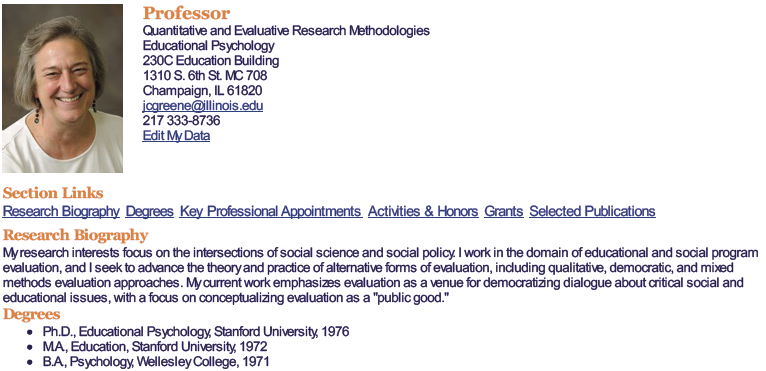 Professor
Quantitative and Evaluative Research Methodologies
Educational Psychology
230C Education Building
1310 S. 6th St. MC 708
Champaign, IL 61820
jcgreene@illinois.edu
217 333-8736
Edit My Data
Section Links
Research Biography Degrees Key Professional Appointments Activities & Honors Grants Selected Publications
Research Biography
My research interests focus on the intersections of social science and social policy. I work in the domain of educational and social program
evaluation, and I seek to advance the theory and practice of alternative forms of evaluation, including qualitative, democratic, and mixed
methods evaluation approaches. My current work emphasizes evaluation as a venue for democratizing dialogue about critical social and
educational issues, with a focus on conceptualizing evaluation as a "public good."
Degrees
• Ph.D., Educational Psychology, Stanford University, 1976
• M.A., Education, Stanford University, 1972
• B.A., Psychology, Wellesley College, 1971